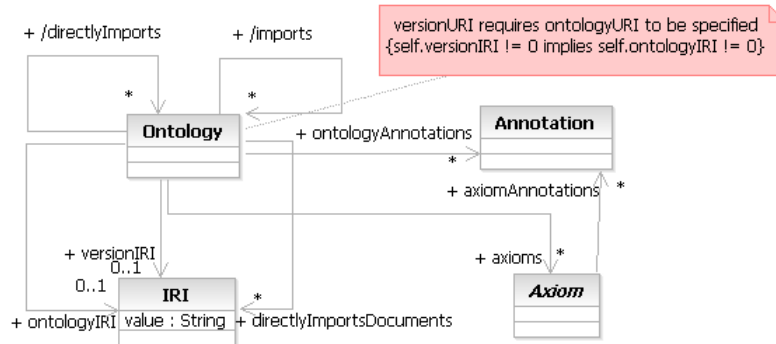 versionURI requires ontologyURI to be specified
{self.versionIRI != 0 implies self.ontologyIRI != 0}
+ /directlyImports
+ /imports
*
*
Ontology
+ ontologyAnnotations
*
Annotation
+ axiomAnnotations
*
+ versionIRI
0..1
0..1
+ axioms
*
IRI
*
Axiom
+ ontologyIRI
value : String
+ directlyImportsDocuments